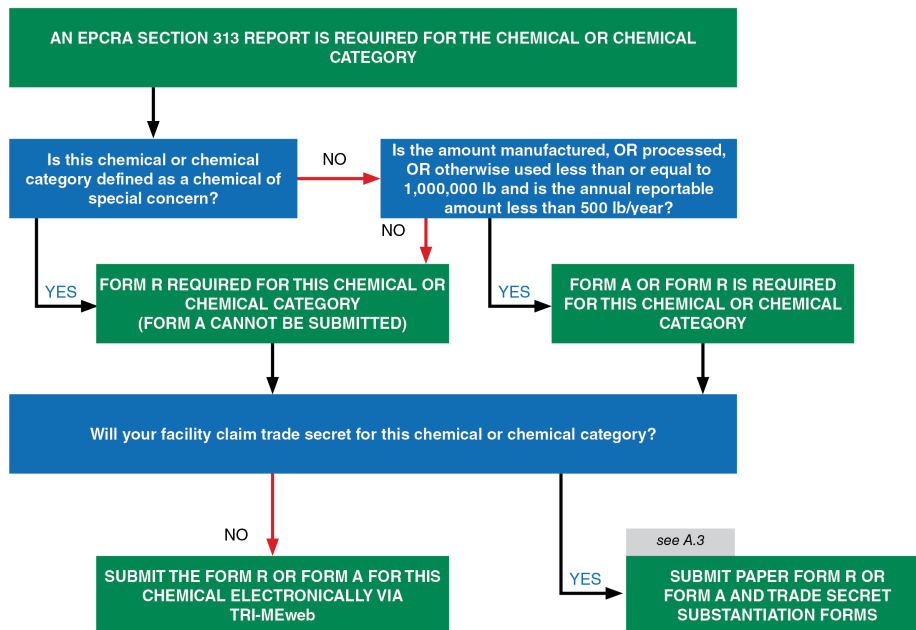 AN EPCRA SECTION 313 REPORT IS REQUIRED FOR THE CHEMICAL OR CHEMICAL
CATEGORY
Is this chemical or chemical
category defined as a chemical of
special concern?
NO
Is the amount manufactured, OR processed,
OR otherwise used less than or equal to
1,000,000 lb and is the annual reportable
amount less than 500 lb/year?
NO
YES
FORM R REQUIRED FOR THIS CHEMICAL OR
CHEMICAL CATEGORY
(FORM A CANNOT BE SUBMITTED)
YES
FORM A OR FORM R IS REQUIRED
FOR THIS CHEMICAL OR CHEMICAL
CATEGORY
Will your facility claim trade secret for this chemical or chemical category?
NO
SUBMIT THE FORM R OR FORM A FOR THIS
CHEMICAL ELECTRONICALLY VIA
TRI-MEweb
YES
see A.3
SUBMIT PAPER FORM R OR
FORM A AND TRADE SECRET
SUBSTANTIATION FORMS